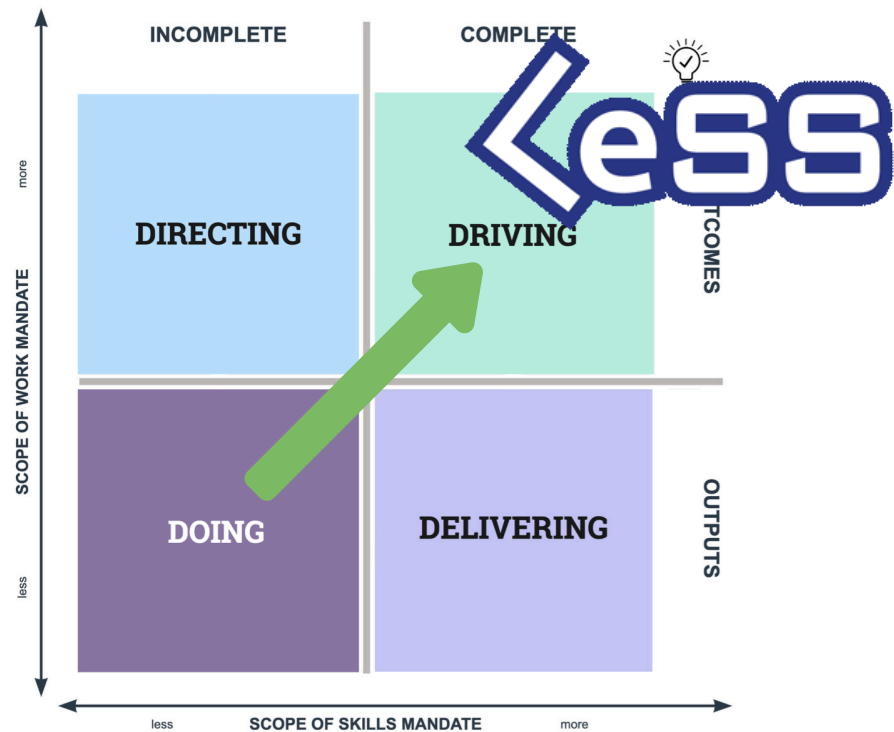 INCOMPLETE
COMPLETE
LeSS
more
DIRECTING
DRIVING
TCOMES
SCOPE OF WORK MANDATE
DOING
DELIVERING
OUTPUTS
less
less
SCOPE OF SKILLS MANDATE
more